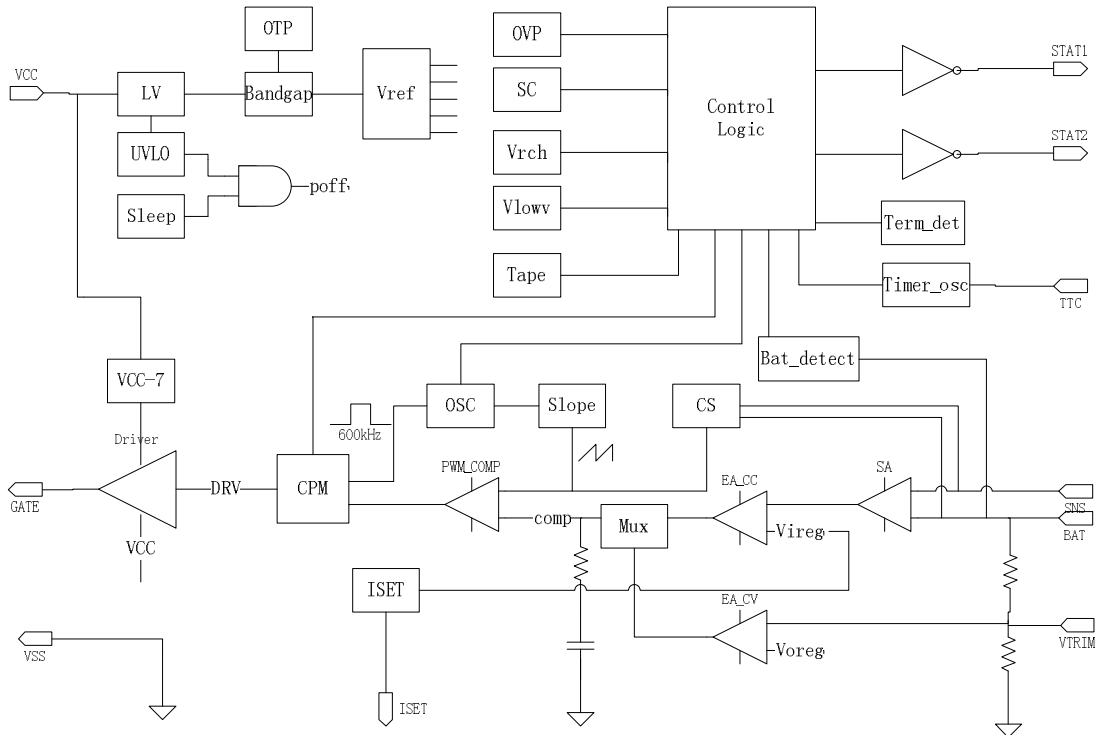 OTP
OVP
STAT1
VCC
LV
Bandgap
Vref
SC
Control
Logic
UVLO
Vrch
STAT2
poff
Sleep
Vlowv
Term_det
Tape
Timer_osc
TTC
VCC-7
Bat_detect
OSC
Slope
CS
600kHz
Driver
PWM_COMP
EA_CC
SA
GATE
DRV
CPM
comp
Mux
Vireg
SNS
BAT
VCC
ISET
EA_CV
VSS
Voreg
VTRIM
ISET